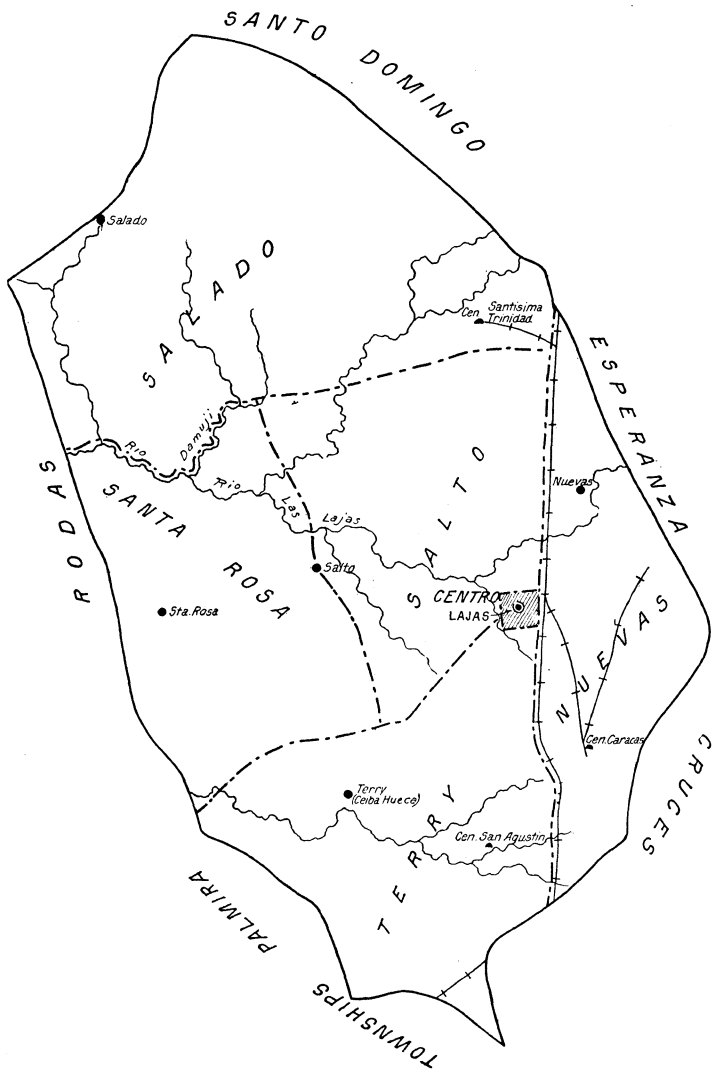 SANTO DOMINGO
Salado
SALADO
Cen. Santisima
Trinidad
ESPERANZA
Rio Damuji
RODAS
SANTA ROSA
Rio Las Lajas
SALTO
Nuevas
Salto
Sta. Rosa
CENTRO
LAJAS
NUEVAS
Cen. Caracas
CRUCES
Terry
(Ceiba Hueca)
Cen. San Agustin
TERRY
PALMIRA
TOWNSHIPS